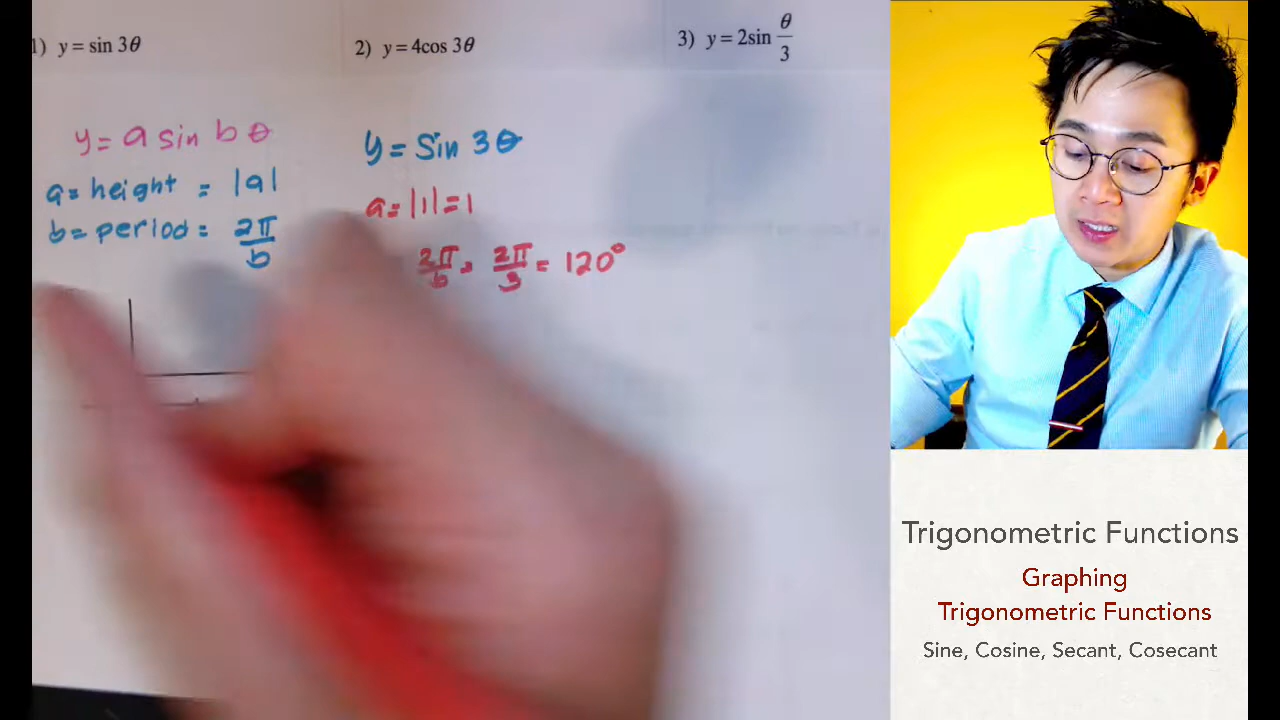 1) y = sin 3θ
2) y = 4cos 3θ
3) y = 2sin θ/3
y = a sin b θ
a = height = |a|
b = period = 2π/b
y = Sin 3θ
a = |1| = 1
2π/b = 2π/3 = 120°
Trigonometric Functions
Graphing
Trigonometric Functions
Sine, Cosine, Secant, Cosecant